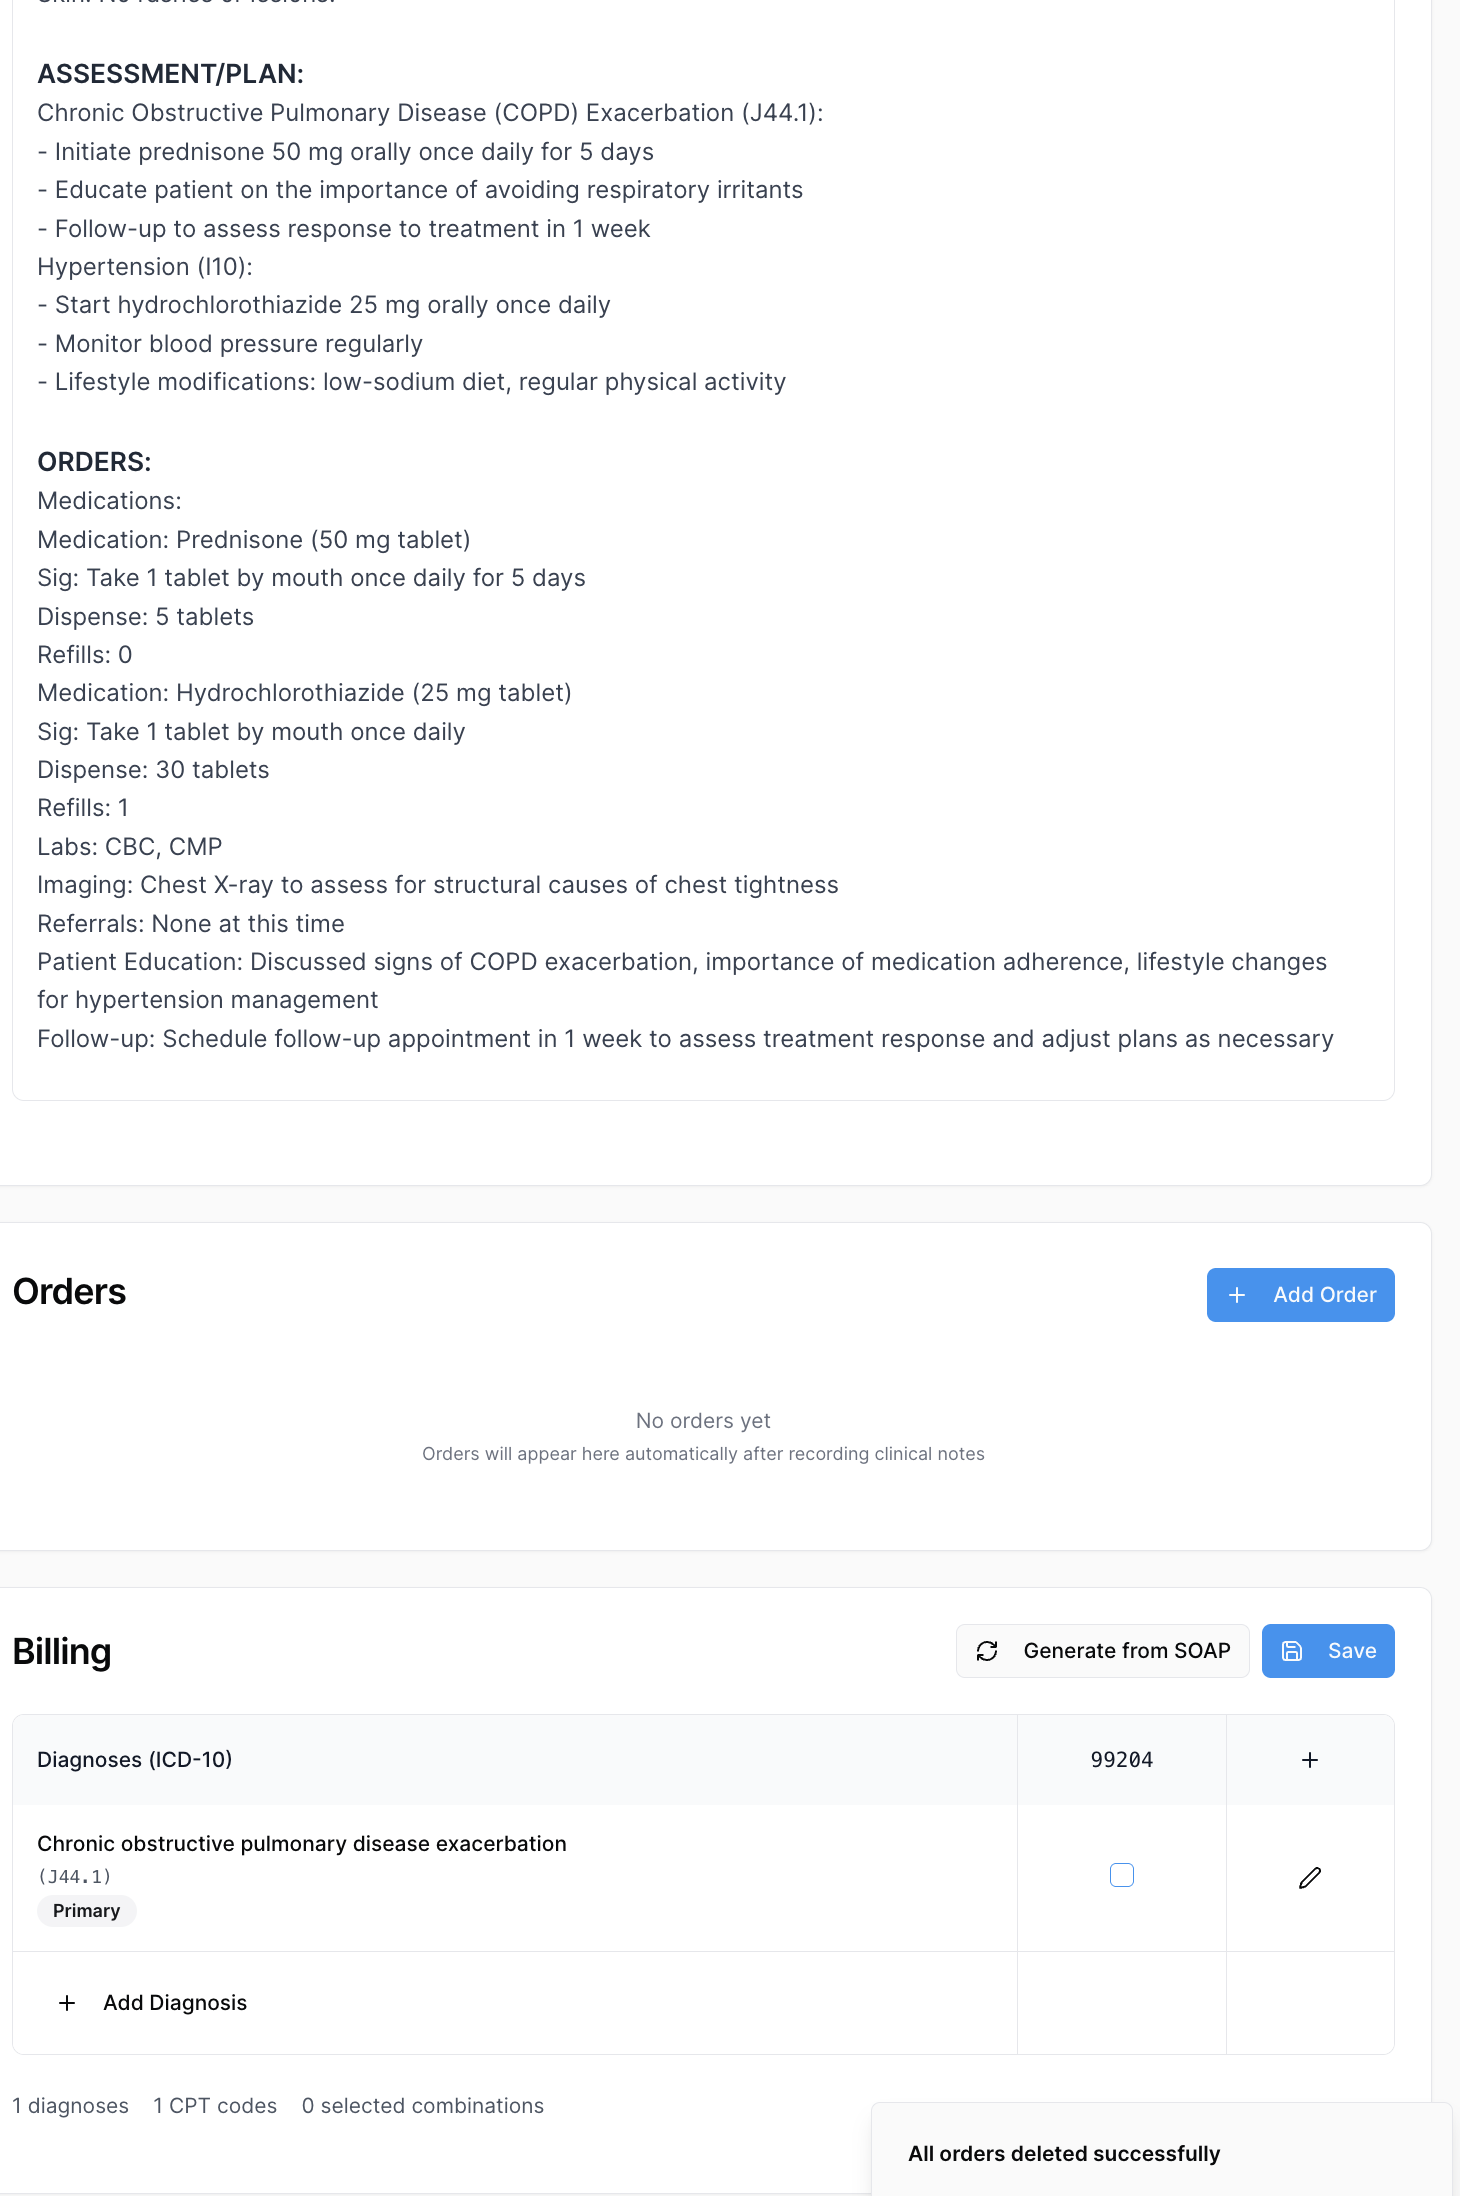 Skin: No rashes or lesions.
ASSESSMENT/PLAN:
Chronic Obstructive Pulmonary Disease (COPD) Exacerbation (J44.1):
- Initiate prednisone 50 mg orally once daily for 5 days
- Educate patient on the importance of avoiding respiratory irritants
- Follow-up to assess response to treatment in 1 week
Hypertension (I10):
- Start hydrochlorothiazide 25 mg orally once daily
- Monitor blood pressure regularly
- Lifestyle modifications: low-sodium diet, regular physical activity
ORDERS:
Medications:
Medication: Prednisone (50 mg tablet)
Sig: Take 1 tablet by mouth once daily for 5 days
Dispense: 5 tablets
Refills: 0
Medication: Hydrochlorothiazide (25 mg tablet)
Sig: Take 1 tablet by mouth once daily
Dispense: 30 tablets
Refills: 1
Labs: CBC, CMP
Imaging: Chest X-ray to assess for structural causes of chest tightness
Referrals: None at this time
Patient Education: Discussed signs of COPD exacerbation, importance of medication adherence, lifestyle changes
for hypertension management
Follow-up: Schedule follow-up appointment in 1 week to assess treatment response and adjust plans as necessary
Orders
+ Add Order
No orders yet
Orders will appear here automatically after recording clinical notes
Billing
Generate from SOAP
Save
Diagnoses (ICD-10)
99204
+
Chronic obstructive pulmonary disease exacerbation
(J44.1)
Primary
+ Add Diagnosis
1 diagnoses
1 CPT codes
0 selected combinations
All orders deleted successfully